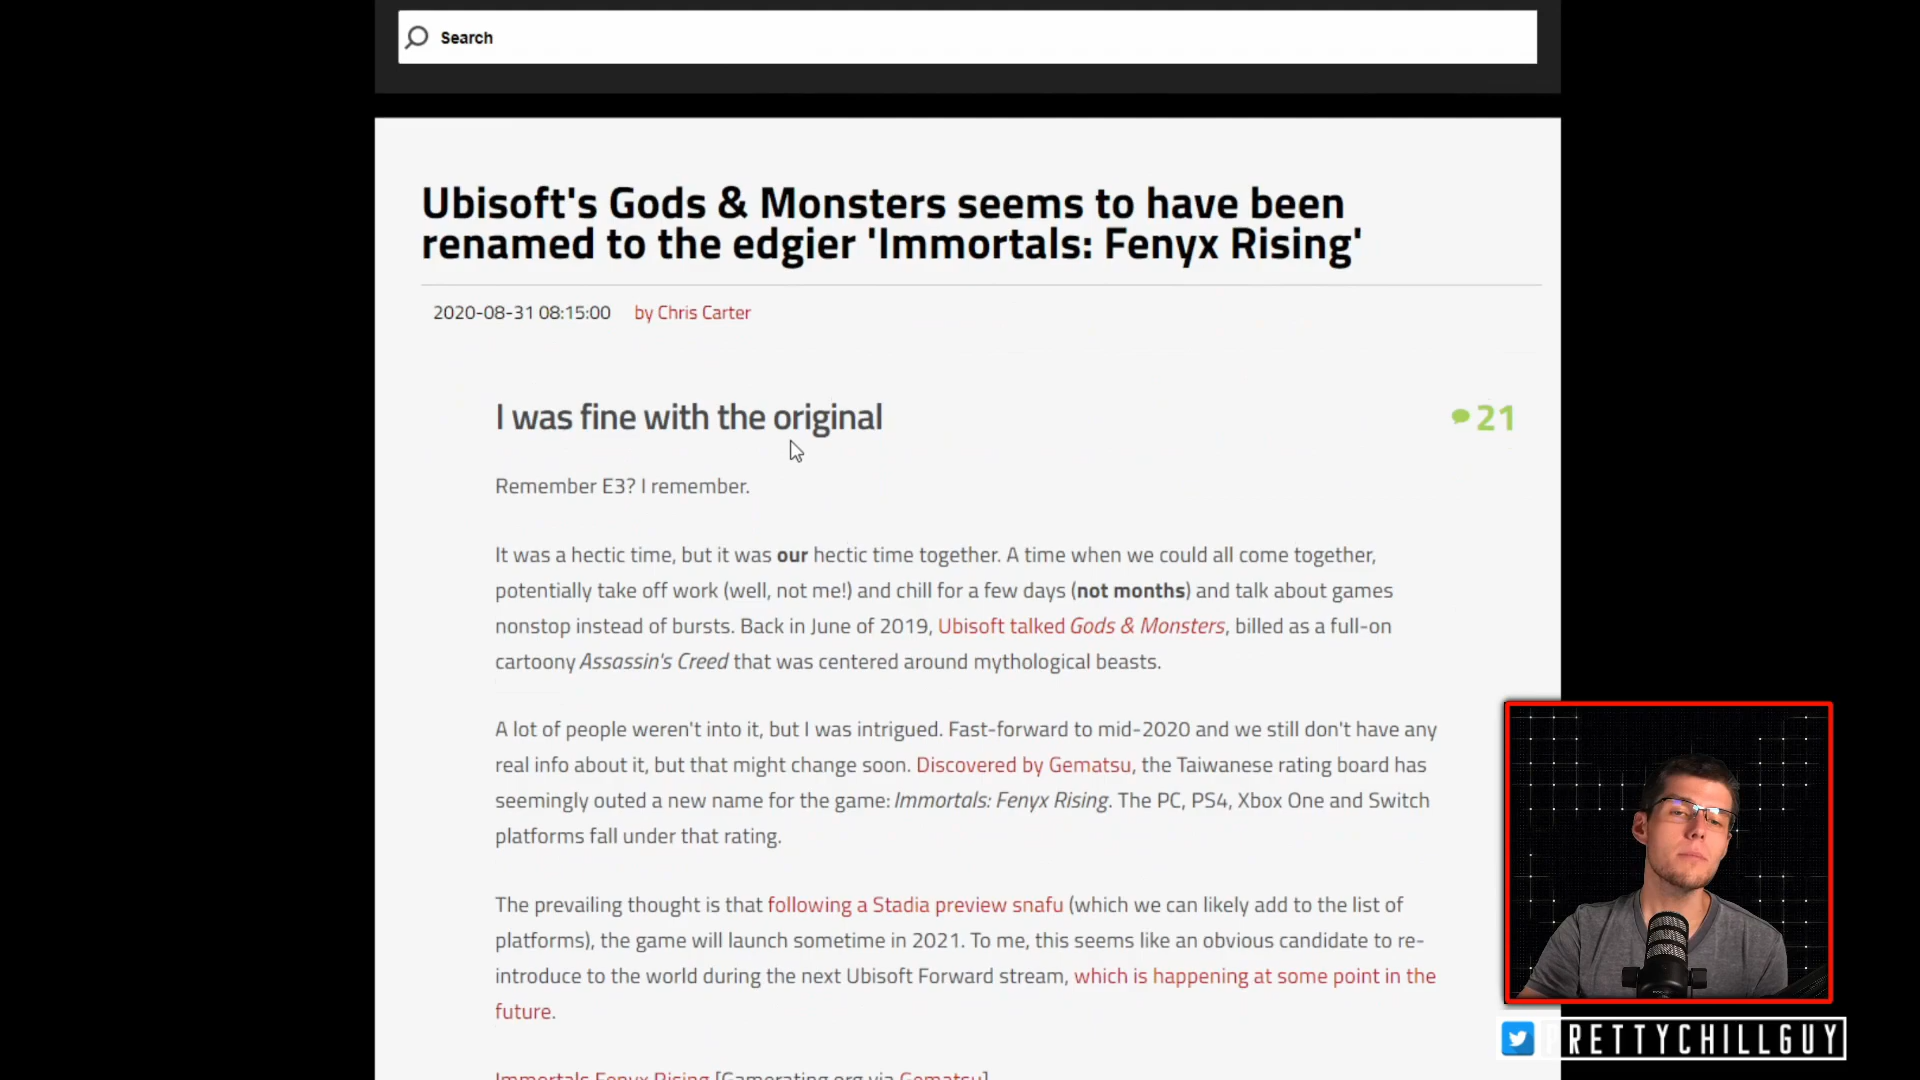 Search
Ubisoft's Gods & Monsters seems to have been
renamed to the edgier 'Immortals: Fenyx Rising'
2020-08-31 08:15:00 by Chris Carter
I was fine with the original
21
Remember E3? I remember.
It was a hectic time, but it was our hectic time together. A time when we could all come together,
potentially take off work (well, not me!) and chill for a few days (not months) and talk about games
nonstop instead of bursts. Back in June of 2019, Ubisoft talked Gods & Monsters, billed as a full-on
cartoony Assassin's Creed that was centered around mythological beasts.
A lot of people weren't into it, but I was intrigued. Fast-forward to mid-2020 and we still don't have any
real info about it, but that might change soon. Discovered by Gematsu, the Taiwanese rating board has
seemingly outed a new name for the game: Immortals: Fenyx Rising. The PC, PS4, Xbox One and Switch
platforms fall under that rating.
The prevailing thought is that following a Stadia preview snafu (which we can likely add to the list of
platforms), the game will launch sometime in 2021. To me, this seems like an obvious candidate to re-
introduce to the world during the next Ubisoft Forward stream, which is happening at some point in the
future.
Immortals Fenyx Rising [Gamerating.org via Gematsu]
PRETTYCHILLGUY